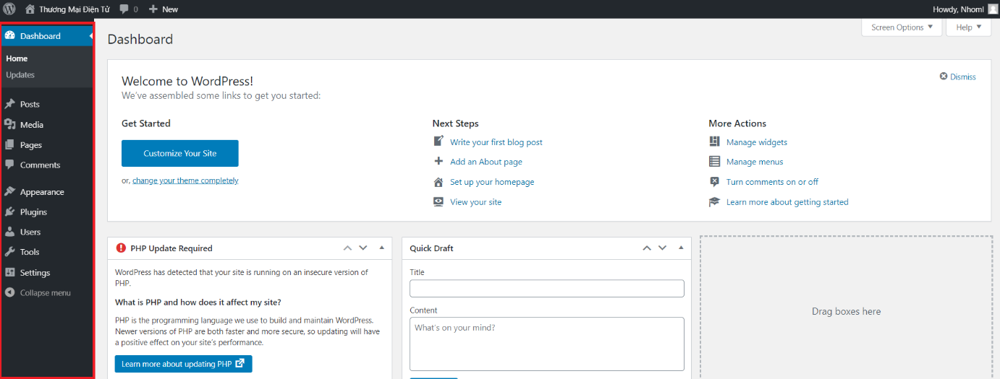 Thương Mại Điện Tử
0
New
Howdy, Nhom1
Dashboard
Home
Updates
Posts
Media
Pages
Comments
Appearance
Plugins
Users
Tools
Settings
Collapse menu
Dashboard
Screen Options
Help
Welcome to WordPress!
We've assembled some links to get you started:
Dismiss
Get Started
Customize Your Site
or, change your theme completely
Next Steps
Write your first blog post
Add an About page
Set up your homepage
View your site
More Actions
Manage widgets
Manage menus
Turn comments on or off
Learn more about getting started
PHP Update Required
WordPress has detected that your site is running on an insecure version of
PHP.
What is PHP and how does it affect my site?
PHP is the programming language we use to build and maintain WordPress.
Newer versions of PHP are both faster and more secure, so updating will have
a positive effect on your site's performance.
Learn more about updating PHP
Quick Draft
Title
Content
What's on your mind?
Drag boxes here